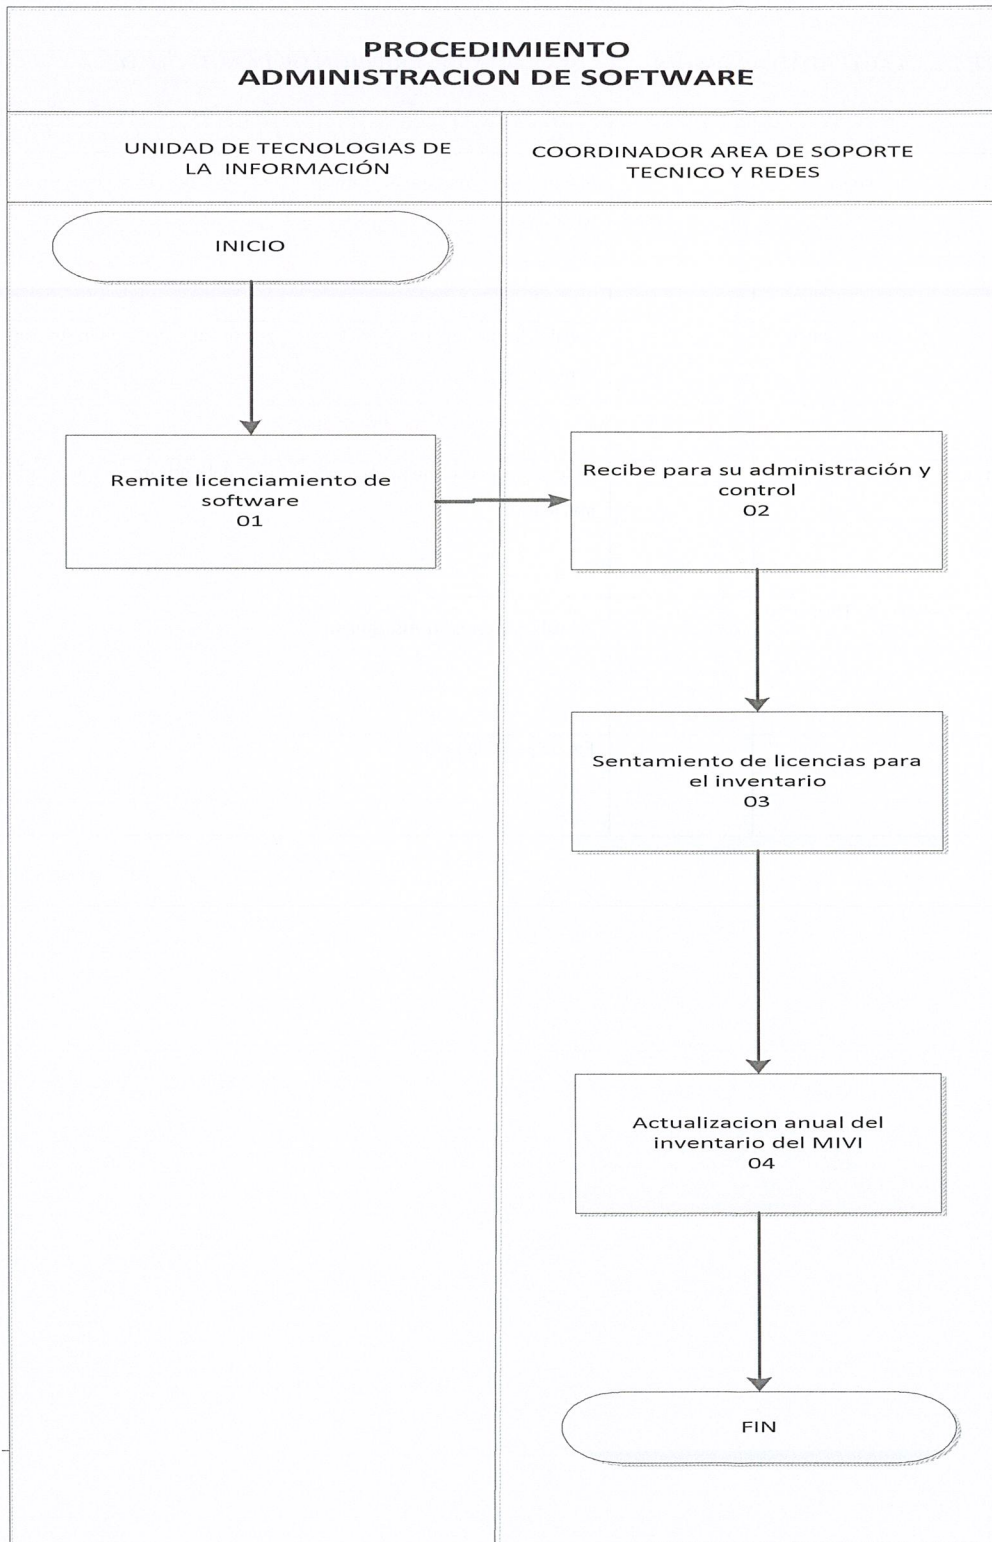 PROCEDIMIENTO
ADMINISTRACION DE SOFTWARE
UNIDAD DE TECNOLOGIAS DE
LA INFORMACIÓN
COORDINADOR AREA DE SOPORTE
TECNICO Y REDES
INICIO
Remite licenciamiento de
software
01
Recibe para su administración y
control
02
Sentamiento de licencias para
el inventario
03
Actualizacion anual del
inventario del MIVI
04
FIN